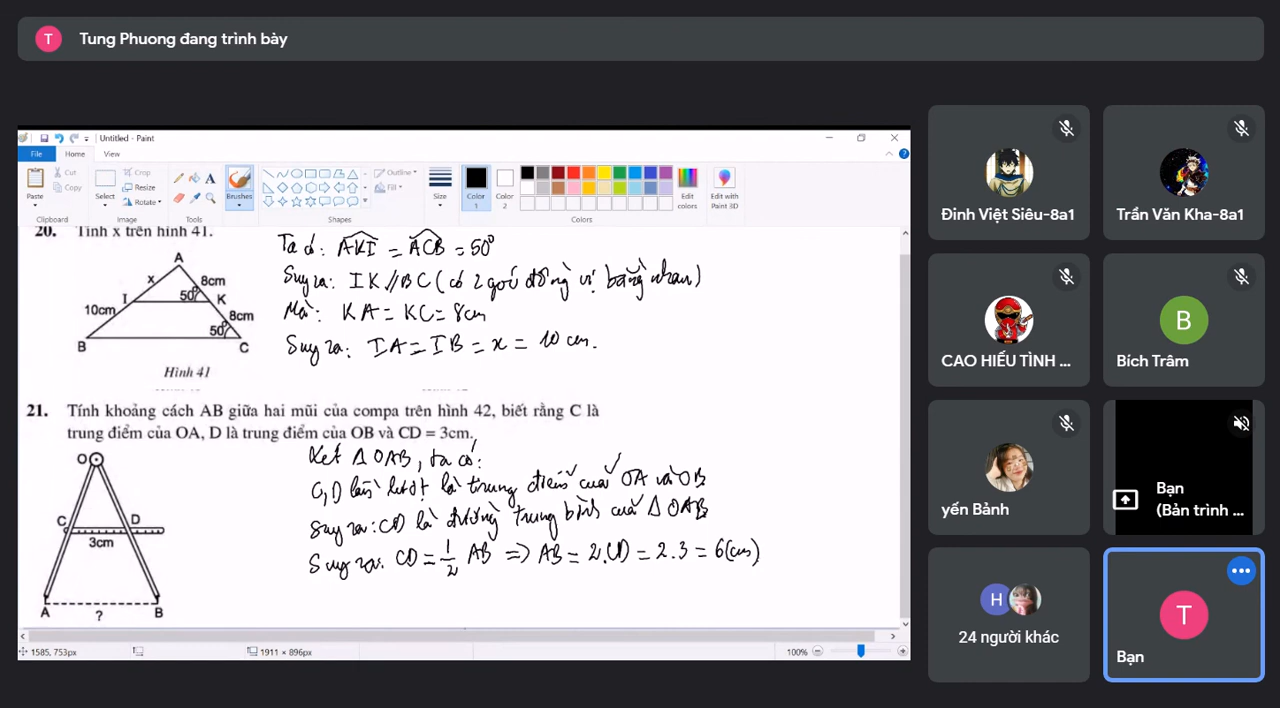 T Tung Phuong đang trình bày
Untitled - Paint
File Home View
Paste Cut Copy
Clipboard
Select Crop Resize Rotate
Image
A
Tools
Brushes
Outline Fill
Shapes
Size
Color 1 Color 2
Edit colors
Colors
Edit with Paint 3D
20. Tính x trên hình 41.
A
x 8cm
I 50° K
10cm 8cm
50°
B C
Hình 41
Ta có: AKI = ACB = 50°
Suy ra: IK // BC (có 2 góc đồng vị bằng nhau)
Mà: KA = KC = 8cm
Suy ra: IA = IB = x = 10 cm.
21. Tính khoảng cách AB giữa hai mũi của compa trên hình 42, biết rằng C là
trung điểm của OA, D là trung điểm của OB và CD = 3cm.
O
C D
3cm
A ? B
Xét Δ OAB, ta có:
C, D lần lượt là trung điểm của OA và OB
Suy ra: CD là đường trung bình của Δ OAB
Suy ra: CD = 1/2 AB => AB = 2.CD = 2.3 = 6(cm)
1585, 753px
1911 × 896px
100%
Đinh Việt Siêu-8a1
Trần Văn Kha-8a1
CAO HIẾU TÌNH ...
B
Bích Trâm
yến Bảnh
Bạn
(Bản trình ...
H
24 người khác
T
Bạn